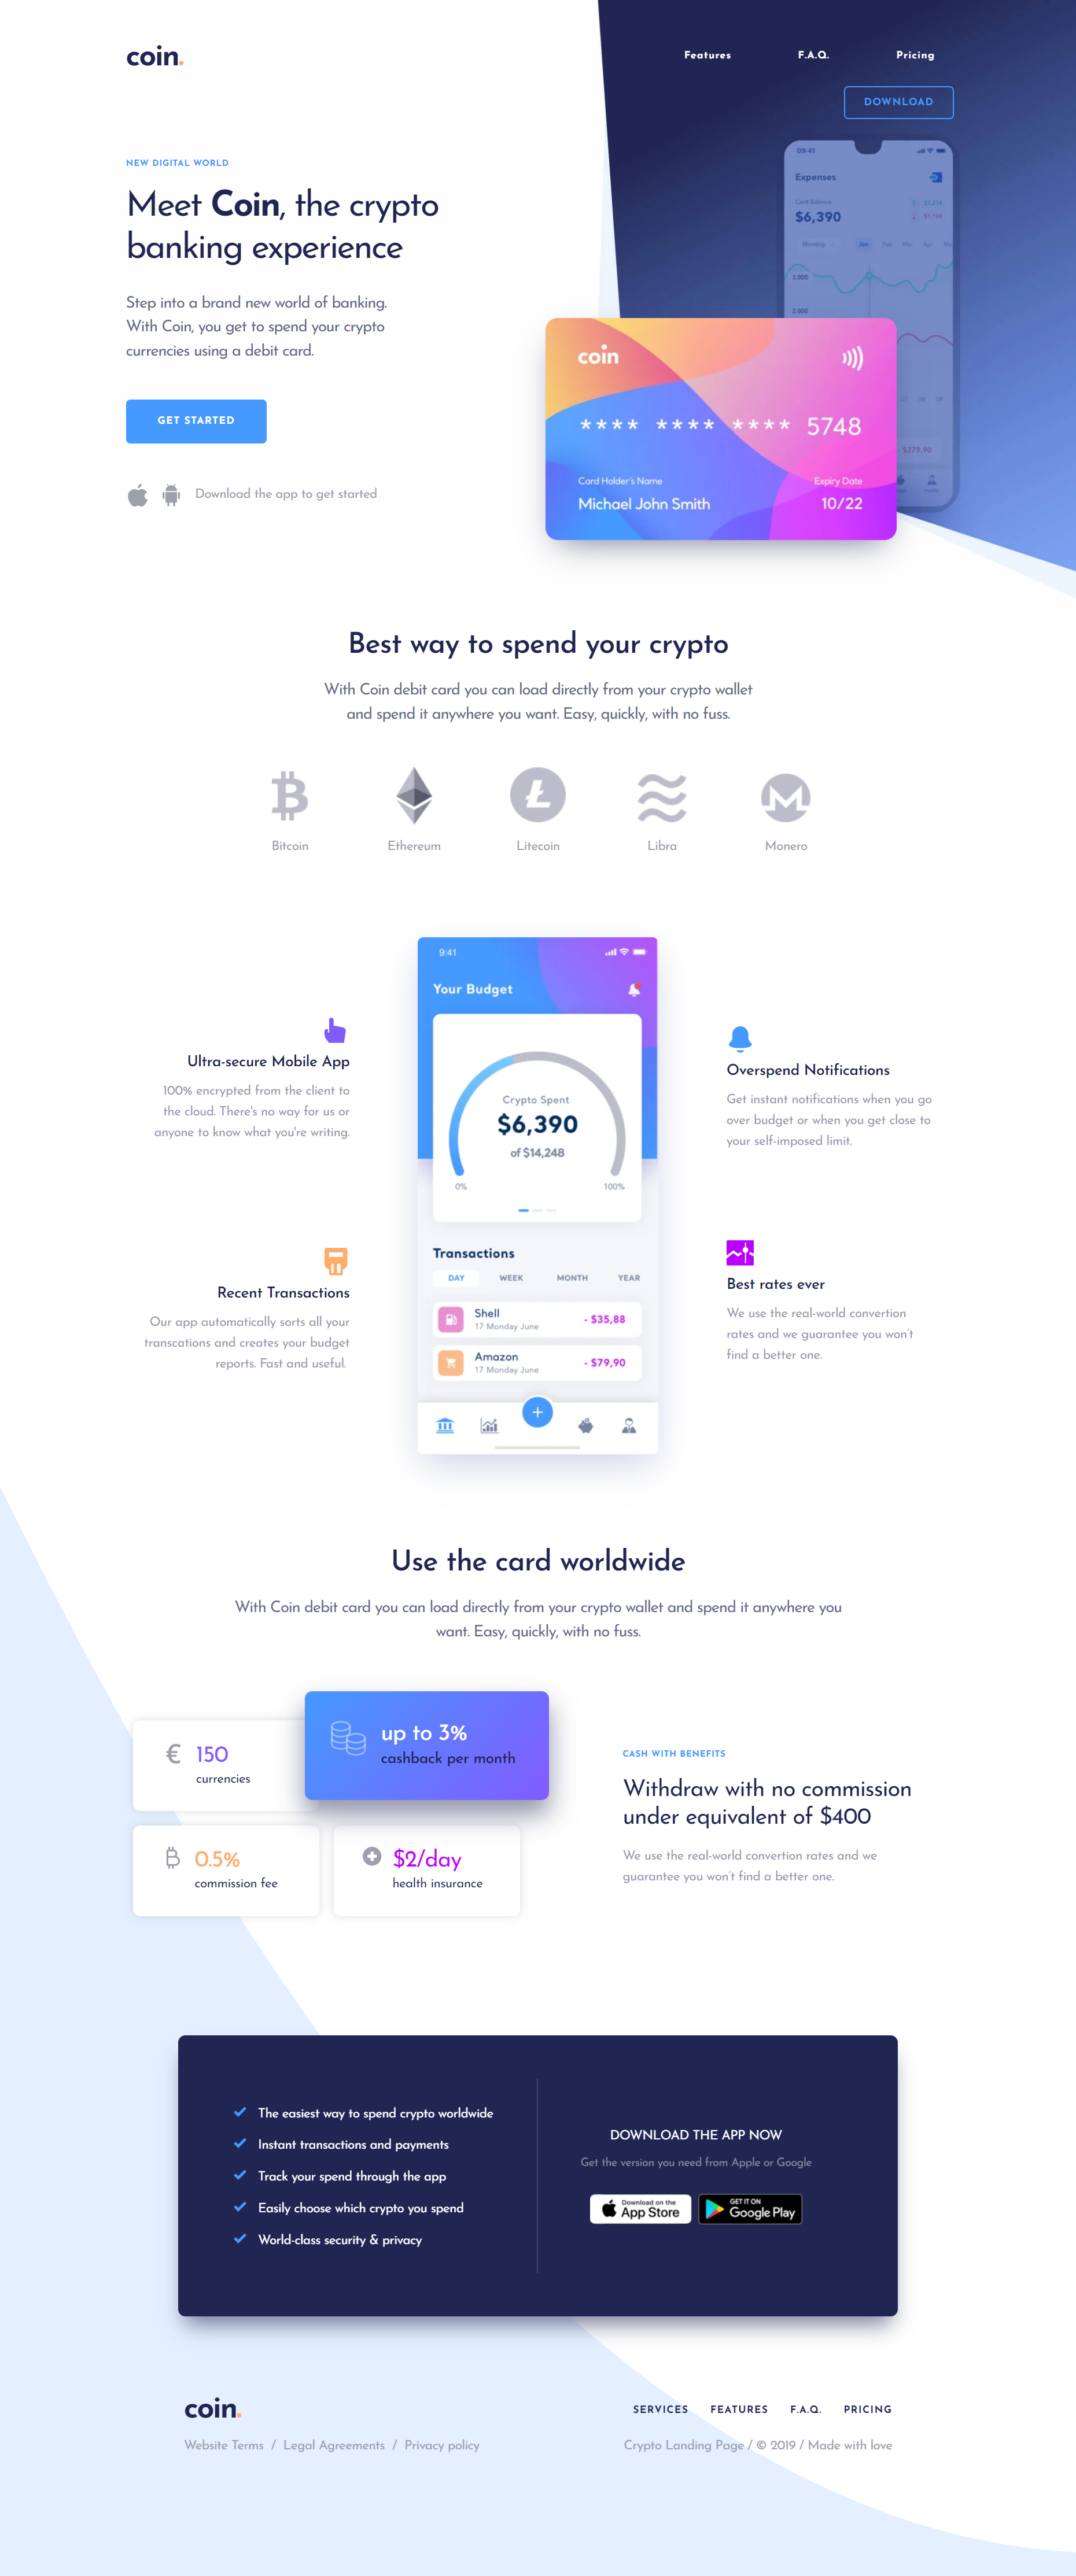 coin.
Features
F.A.Q.
Pricing
DOWNLOAD
NEW DIGITAL WORLD
Meet Coin, the crypto
banking experience
Step into a brand new world of banking.
With Coin, you get to spend your crypto
currencies using a debit card.
GET STARTED
Download the app to get started
09:41
Expenses
Card Balance
$6,390
Monthly
Jan Feb Mar Apr
2,000
2,000
$279.90
coin
**** **** **** 5748
Card Holder's Name
Expiry Date
Michael John Smith
10/22
Best way to spend your crypto
With Coin debit card you can load directly from your crypto wallet
and spend it anywhere you want. Easy, quickly, with no fuss.
Bitcoin
Ethereum
Litecoin
Libra
Monero
Ultra-secure Mobile App
100% encrypted from the client to
the cloud. There's no way for us or
anyone to know what you're writing.
Recent Transactions
Our app automatically sorts all your
transcations and creates your budget
reports. Fast and useful.
9:41
Your Budget
Crypto Spent
$6,390
of $14,248
0%
100%
Transactions
DAY WEEK MONTH YEAR
Shell
17 Monday June
- $35,88
Amazon
17 Monday June
- $79,90
+
Overspend Notifications
Get instant notifications when you go
over budget or when you get close to
your self-imposed limit.
Best rates ever
We use the real-world convertion
rates and we guarantee you won't
find a better one.
Use the card worldwide
With Coin debit card you can load directly from your crypto wallet and spend it anywhere you
want. Easy, quickly, with no fuss.
€ 150
currencies
up to 3%
cashback per month
0.5%
commission fee
$2/day
health insurance
CASH WITH BENEFITS
Withdraw with no commission
under equivalent of $400
We use the real-world convertion rates and we
guarantee you won't find a better one.
The easiest way to spend crypto worldwide
Instant transactions and payments
Track your spend through the app
Easily choose which crypto you spend
World-class security & privacy
DOWNLOAD THE APP NOW
Get the version you need from Apple or Google
Download on the
App Store
GET IT ON
Google Play
coin.
Website Terms / Legal Agreements / Privacy policy
SERVICES FEATURES F.A.Q. PRICING
Crypto Landing Page / © 2019 / Made with love